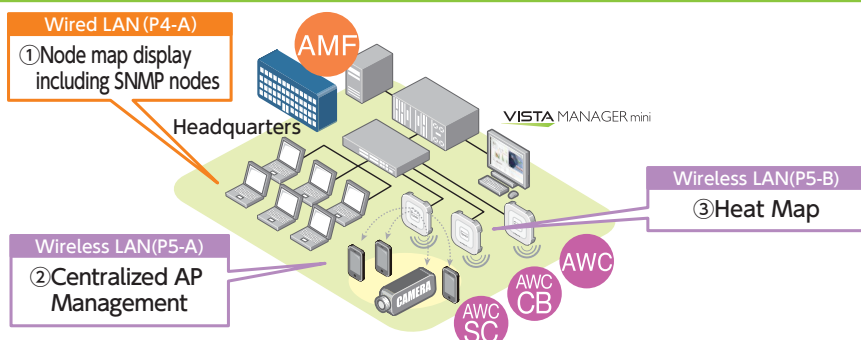 Wired LAN (P4-A)
①Node map display
including SNMP nodes
AMF
Headquarters
VISTA MANAGER mini
Wireless LAN(P5-B)
③Heat Map
Wireless LAN(P5-A)
②Centralized AP
Management
CAMERA
AWC
SC
AWC
CB
AWC